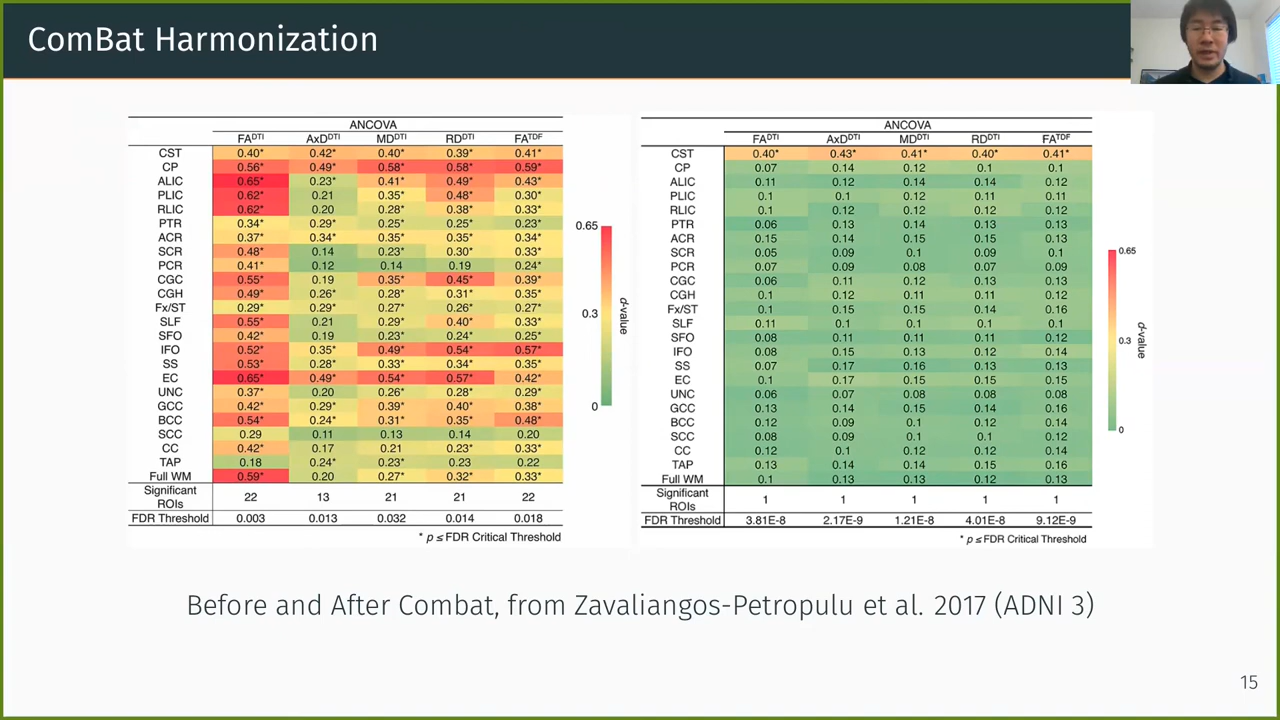 ComBat Harmonization
ANCOVA
FADTI AxDDTI MDDTI RDDTI FATDF
CST 0.40* 0.42* 0.40* 0.39* 0.41*
CP 0.56* 0.49* 0.58* 0.58* 0.59*
ALIC 0.65* 0.23* 0.41* 0.49* 0.43*
PLIC 0.62* 0.21 0.35* 0.48* 0.30*
RLIC 0.62* 0.20 0.28* 0.38* 0.33*
PTR 0.34* 0.29* 0.25* 0.25* 0.23*
ACR 0.37* 0.34* 0.35* 0.35* 0.34*
SCR 0.48* 0.14 0.23* 0.30* 0.33*
PCR 0.41* 0.12 0.14 0.19 0.24*
CGC 0.55* 0.19 0.35* 0.45* 0.39*
CGH 0.49* 0.26* 0.28* 0.31* 0.35*
Fx/ST 0.29* 0.29* 0.27* 0.26* 0.27*
SLF 0.55* 0.21 0.29* 0.40* 0.33*
SFO 0.42* 0.19 0.23* 0.24* 0.25*
IFO 0.52* 0.35* 0.49* 0.54* 0.57*
SS 0.53* 0.28* 0.33* 0.34* 0.35*
EC 0.65* 0.49* 0.54* 0.57* 0.42*
UNC 0.37* 0.20 0.26* 0.28* 0.29*
GCC 0.42* 0.29* 0.39* 0.40* 0.38*
BCC 0.54* 0.24* 0.31* 0.35* 0.48*
SCC 0.29 0.11 0.13 0.14 0.20
CC 0.42* 0.17 0.21 0.23* 0.33*
TAP 0.18 0.24* 0.23* 0.23 0.22
Full WM 0.59* 0.20 0.27* 0.32* 0.33*
Significant ROIs 22 13 21 21 22
FDR Threshold 0.003 0.013 0.032 0.014 0.018
* p ≤ FDR Critical Threshold
0.65
0.3
0
d-value
ANCOVA
FADTI AxDDTI MDDTI RDDTI FATDF
CST 0.40* 0.43* 0.41* 0.40* 0.41*
CP 0.07 0.14 0.12 0.1 0.1
ALIC 0.11 0.12 0.14 0.14 0.12
PLIC 0.1 0.1 0.12 0.11 0.11
RLIC 0.1 0.12 0.12 0.12 0.12
PTR 0.06 0.13 0.14 0.13 0.13
ACR 0.15 0.14 0.15 0.15 0.13
SCR 0.05 0.09 0.1 0.09 0.1
PCR 0.07 0.09 0.08 0.07 0.09
CGC 0.06 0.11 0.12 0.13 0.13
CGH 0.1 0.12 0.11 0.11 0.12
Fx/ST 0.1 0.15 0.15 0.14 0.16
SLF 0.11 0.1 0.1 0.1 0.1
SFO 0.08 0.11 0.11 0.11 0.12
IFO 0.08 0.15 0.13 0.12 0.14
SS 0.07 0.17 0.16 0.13 0.13
EC 0.1 0.17 0.13 0.15 0.15
UNC 0.06 0.07 0.08 0.08 0.08
GCC 0.13 0.14 0.15 0.14 0.16
BCC 0.12 0.09 0.1 0.12 0.14
SCC 0.08 0.09 0.1 0.1 0.12
CC 0.12 0.1 0.12 0.12 0.14
TAP 0.13 0.14 0.14 0.15 0.16
Full WM 0.1 0.13 0.13 0.12 0.13
Significant ROIs 1 1 1 1 1
FDR Threshold 3.81E-8 2.17E-9 1.21E-8 4.01E-8 9.12E-9
* p ≤ FDR Critical Threshold
0.65
0.3
0
d-value
Before and After Combat, from Zavaliangos-Petropulu et al. 2017 (ADNI 3)
15